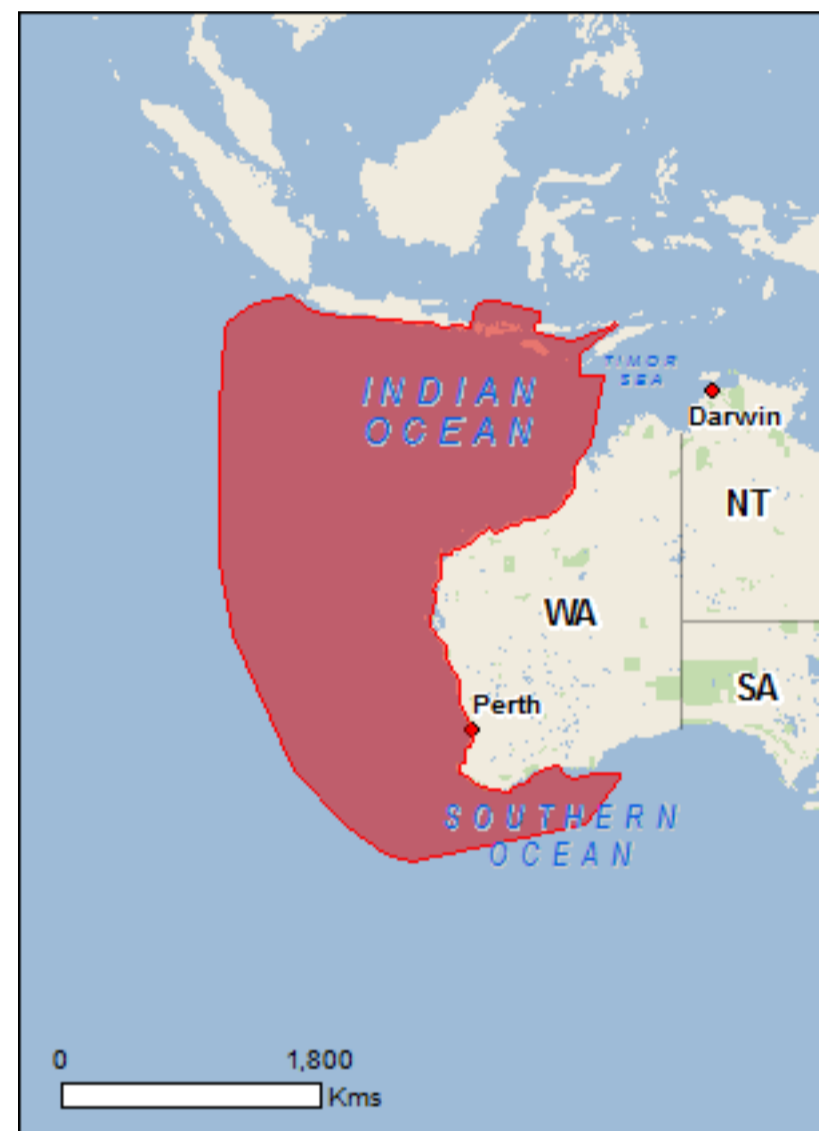 TIMOR
SEA
INDIAN
OCEAN
Darwin
NT
WA
SA
Perth
SOUTHERN
OCEAN
0 1,800
Kms